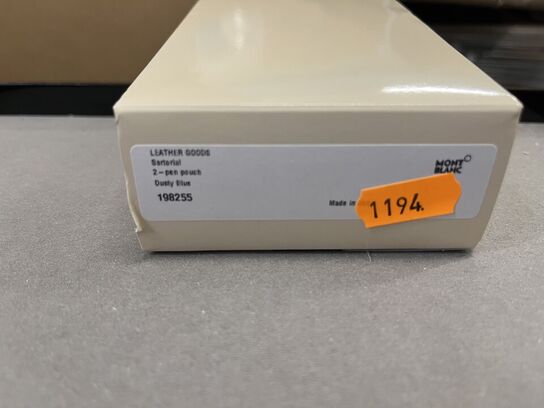 LEATHER GOODS
Sartorial
2-pen pouch
Dusty Blue
198255
MONT
BLANC
Made in
1194.